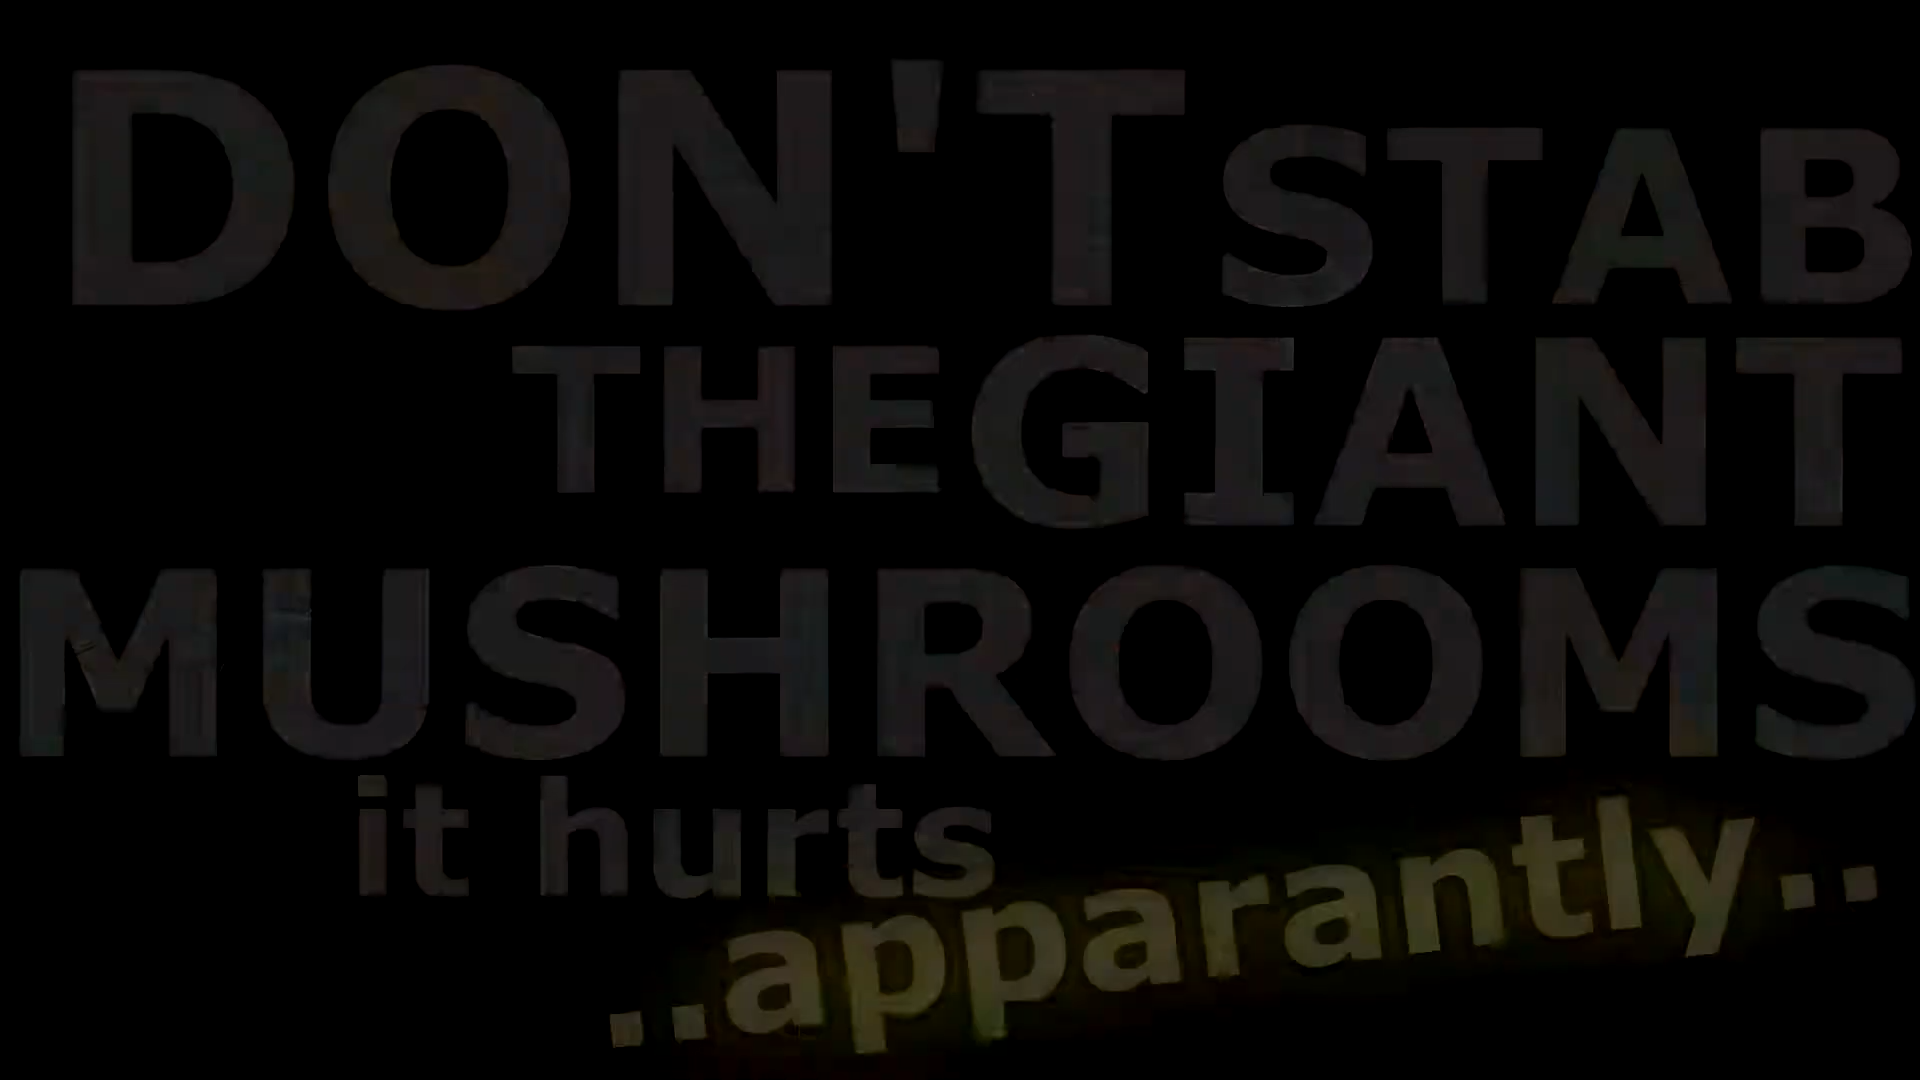 DON'T STAB
THE GIANT
MUSHROOMS
it hurts
..apparantly..